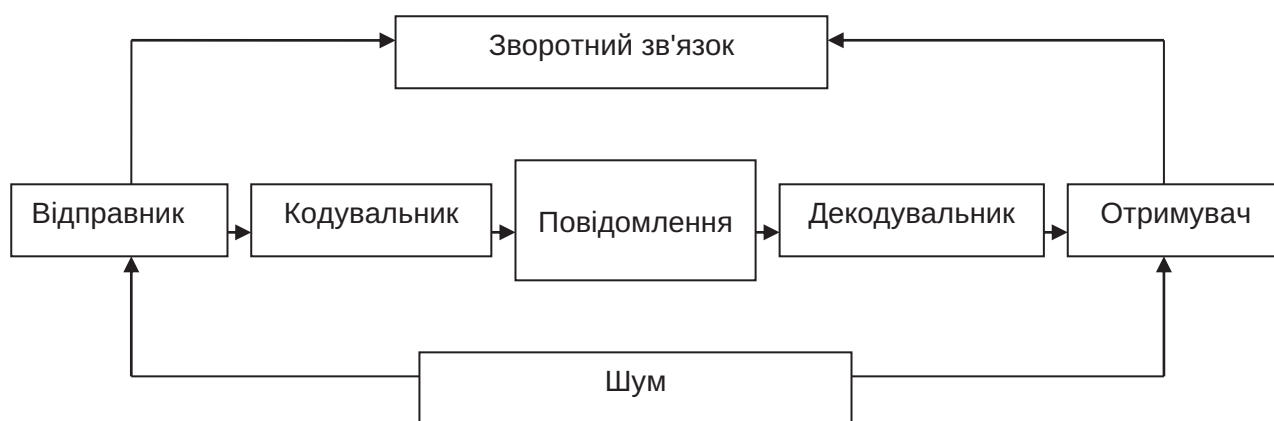 Зворотний зв'язок
Відправник
Кодувальник
Повідомлення
Декодувальник
Отримувач
Шум